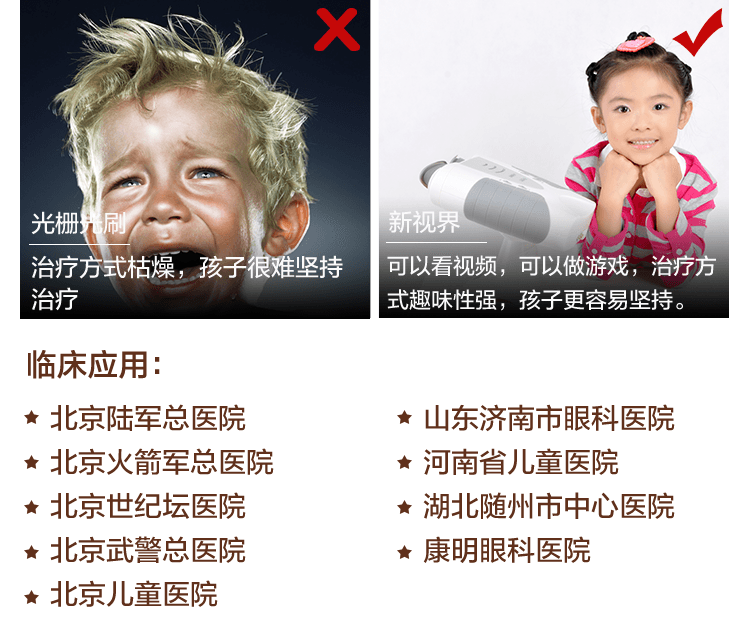 光栅光刷
治疗方式枯燥，孩子很难坚持
治疗
新视界
可以看视频，可以做游戏，治疗方
式趣味性强，孩子更容易坚持。
临床应用：
北京陆军总医院
北京火箭军总医院
北京世纪坛医院
北京武警总医院
北京儿童医院
山东济南市眼科医院
河南省儿童医院
湖北随州市中心医院
康明眼科医院